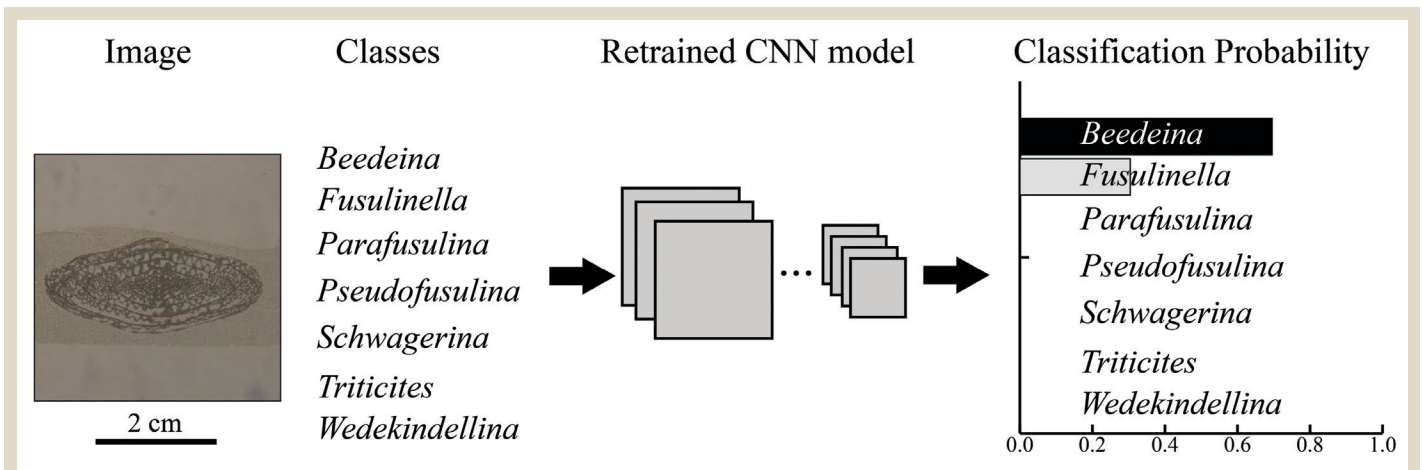 Image
Classes
Retrained CNN model
Classification Probability
2 cm
Beedeina
Fusulinella
Parafusulina
Pseudofusulina
Schwagerina
Triticites
Wedekindellina
...
Beedeina
Fusulinella
Parafusulina
Pseudofusulina
Schwagerina
Triticites
Wedekindellina
0.0 0.2 0.4 0.6 0.8 1.0